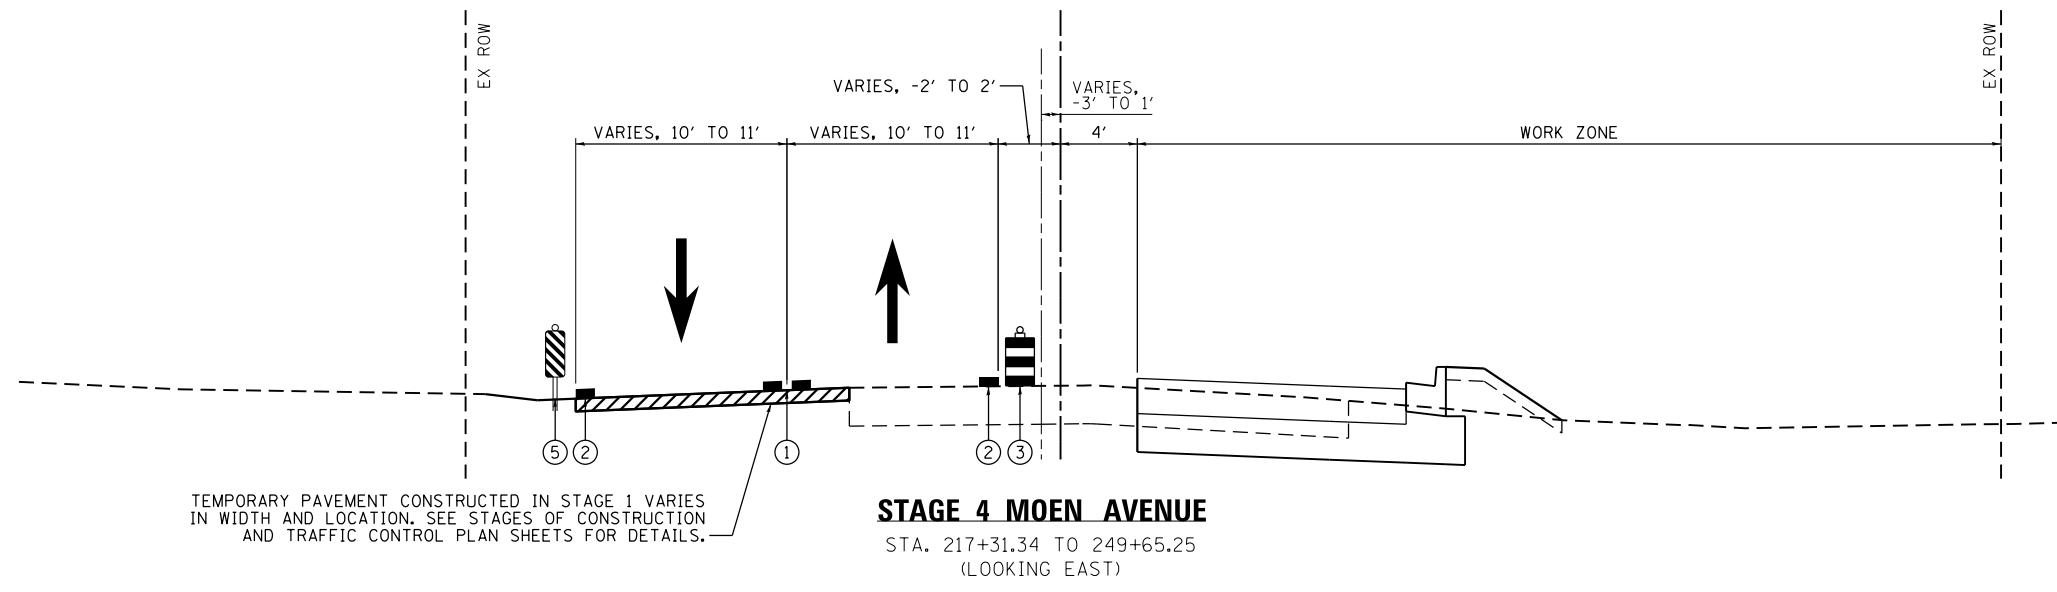 EX ROW
EX ROW
VARIES, -2' TO 2'
VARIES,
-3' TO 1'
VARIES, 10' TO 11'
VARIES, 10' TO 11'
4'
WORK ZONE
5
2
1
2
3
TEMPORARY PAVEMENT CONSTRUCTED IN STAGE 1 VARIES
IN WIDTH AND LOCATION. SEE STAGES OF CONSTRUCTION
AND TRAFFIC CONTROL PLAN SHEETS FOR DETAILS.
STAGE 4 MOEN AVENUE
STA. 217+31.34 TO 249+65.25
(LOOKING EAST)